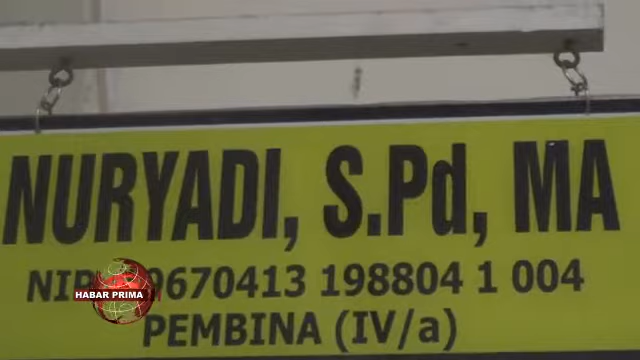 NURYADI, S.Pd, MA
9670413 198804 1 004
HABAR PRIMA
PEMBINA (IV/a)